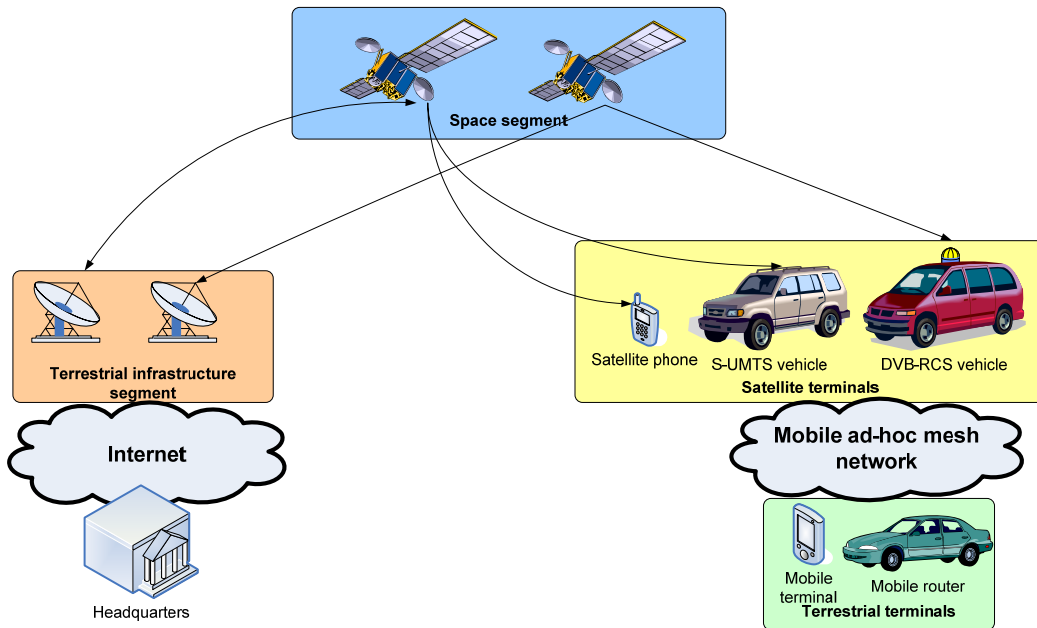 Space segment
Satellite phone
S-UMTS vehicle
DVB-RCS vehicle
Satellite terminals
Terrestrial infrastructure
segment
Internet
Headquarters
Mobile ad-hoc mesh
network
Mobile
terminal
Mobile router
Terrestrial terminals